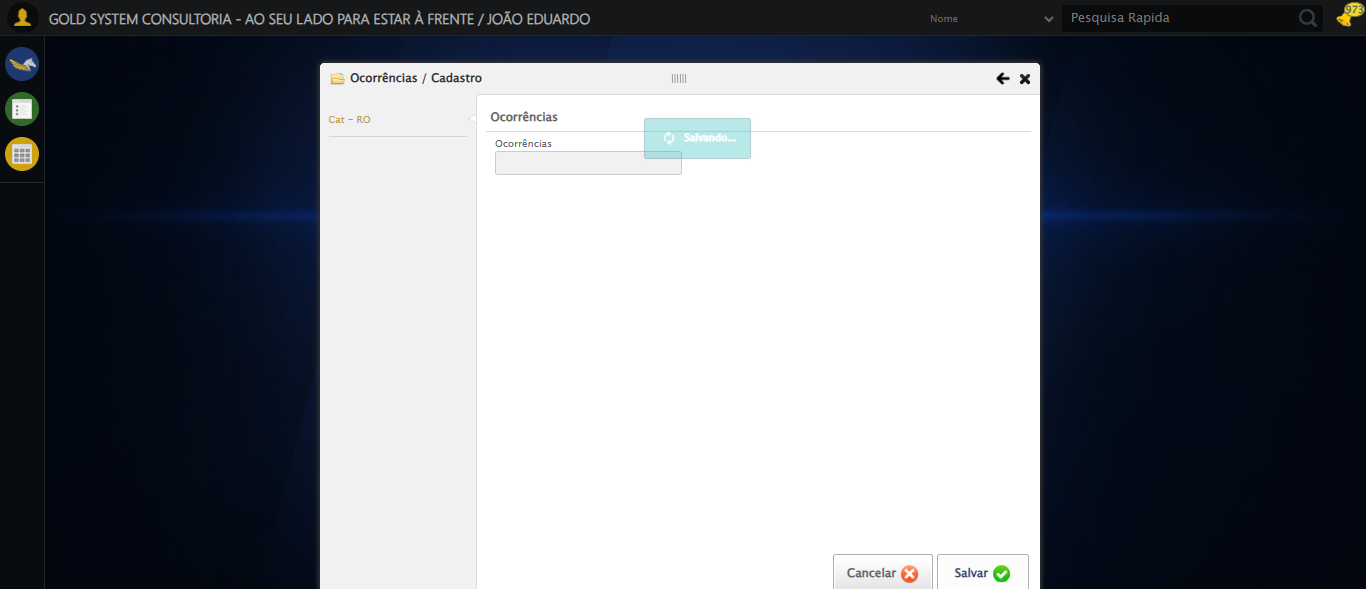 GOLD SYSTEM CONSULTORIA - AO SEU LADO PARA ESTAR À FRENTE / JOÃO EDUARDO
Nome
Pesquisa Rapida
973
Ocorrências / Cadastro
Cat - RO
Ocorrências
Salvando...
Ocorrências
Cancelar
Salvar